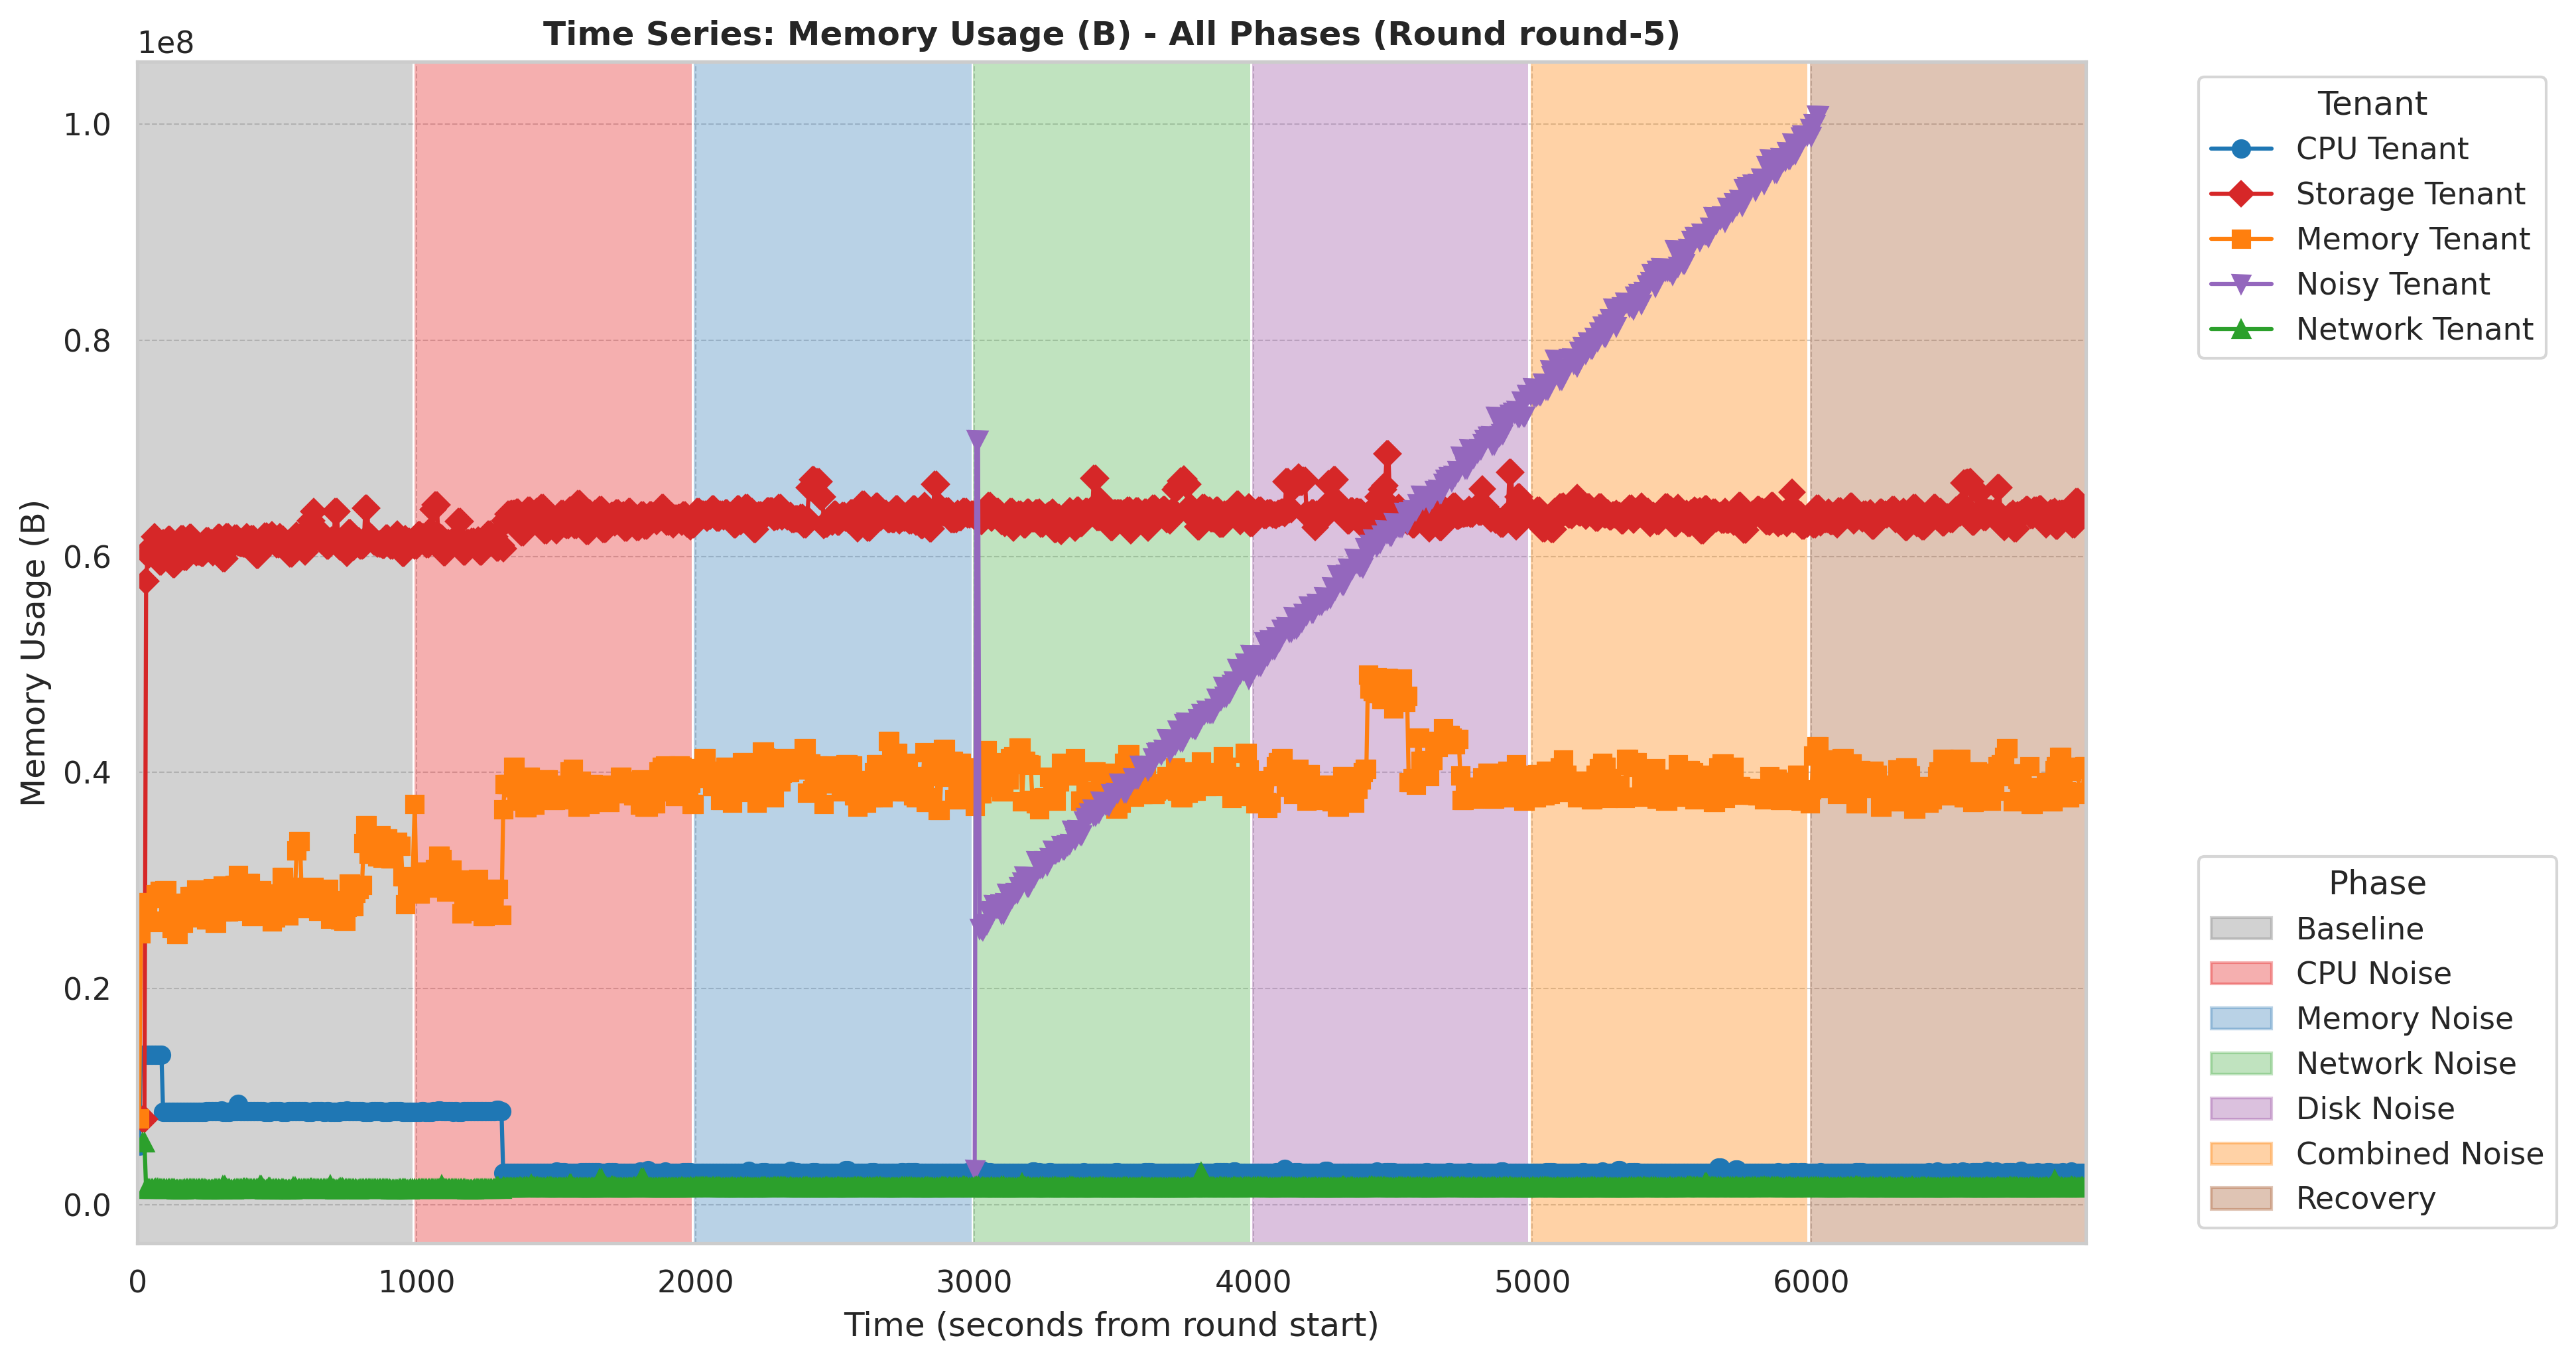 Time Series: Memory Usage (B) - All Phases (Round round-5)
1e8
1.0
0.8
0.6
0.4
0.2
0.0
Memory Usage (B)
0 1000 2000 3000 4000 5000 6000
Time (seconds from round start)
Tenant
CPU Tenant
Storage Tenant
Memory Tenant
Noisy Tenant
Network Tenant
Phase
Baseline
CPU Noise
Memory Noise
Network Noise
Disk Noise
Combined Noise
Recovery